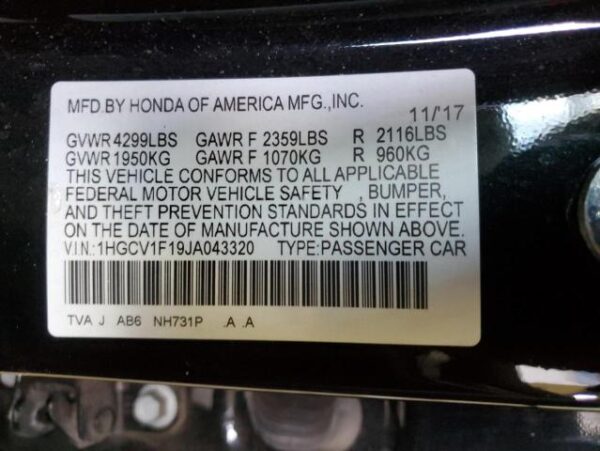 MFD.BY HONDA OF AMERICA MFG.,INC.
11/'17
GVWR 4299LBS GAWR F 2359LBS R 2116LBS
GVWR 1950KG GAWR F 1070KG R 960KG
THIS VEHICLE CONFORMS TO ALL APPLICABLE
FEDERAL MOTOR VEHICLE SAFETY , BUMPER,
AND THEFT PREVENTION STANDARDS IN EFFECT
ON THE DATE OF MANUFACTURE SHOWN ABOVE.
V.I.N.:1HGCV1F19JA043320 TYPE:PASSENGER CAR
TVA J AB6 NH731P .A .A